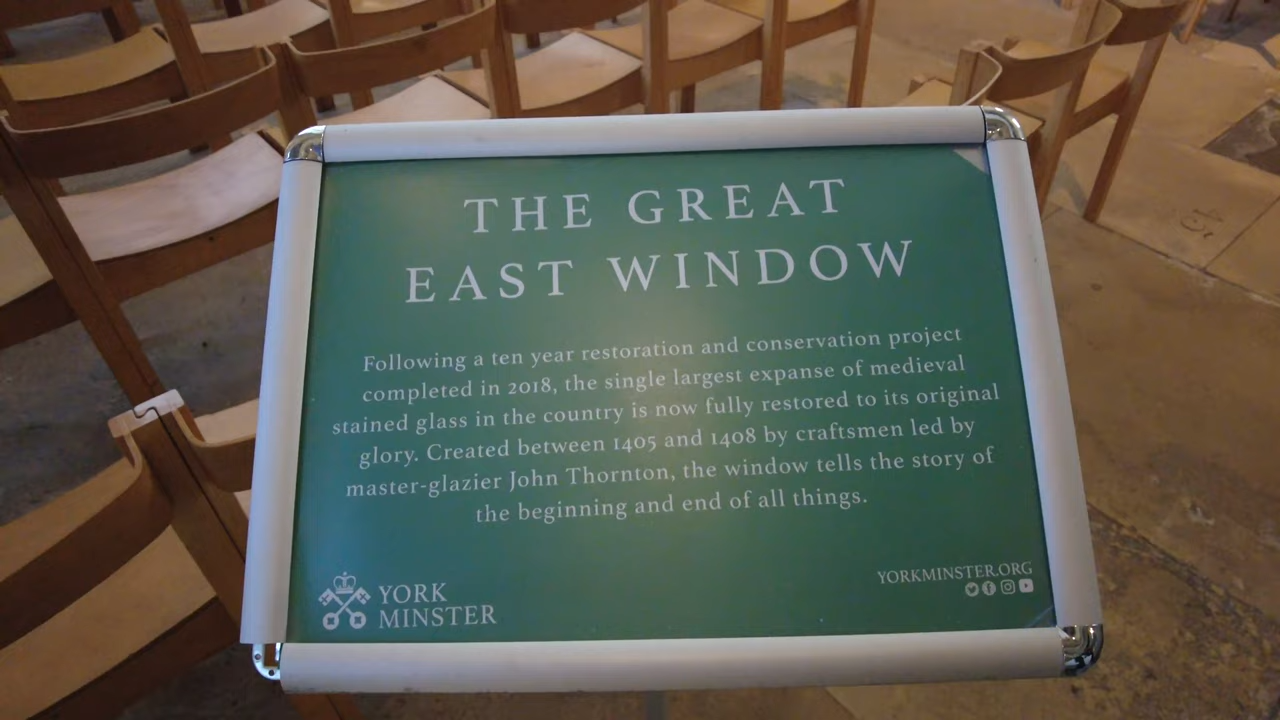 THE GREAT
EAST WINDOW
Following a ten year restoration and conservation project
completed in 2018, the single largest expanse of medieval
stained glass in the country is now fully restored to its original
glory. Created between 1405 and 1408 by craftsmen led by
master-glazier John Thornton, the window tells the story of
the beginning and end of all things.
YORK
MINSTER
YORKMINSTER.ORG